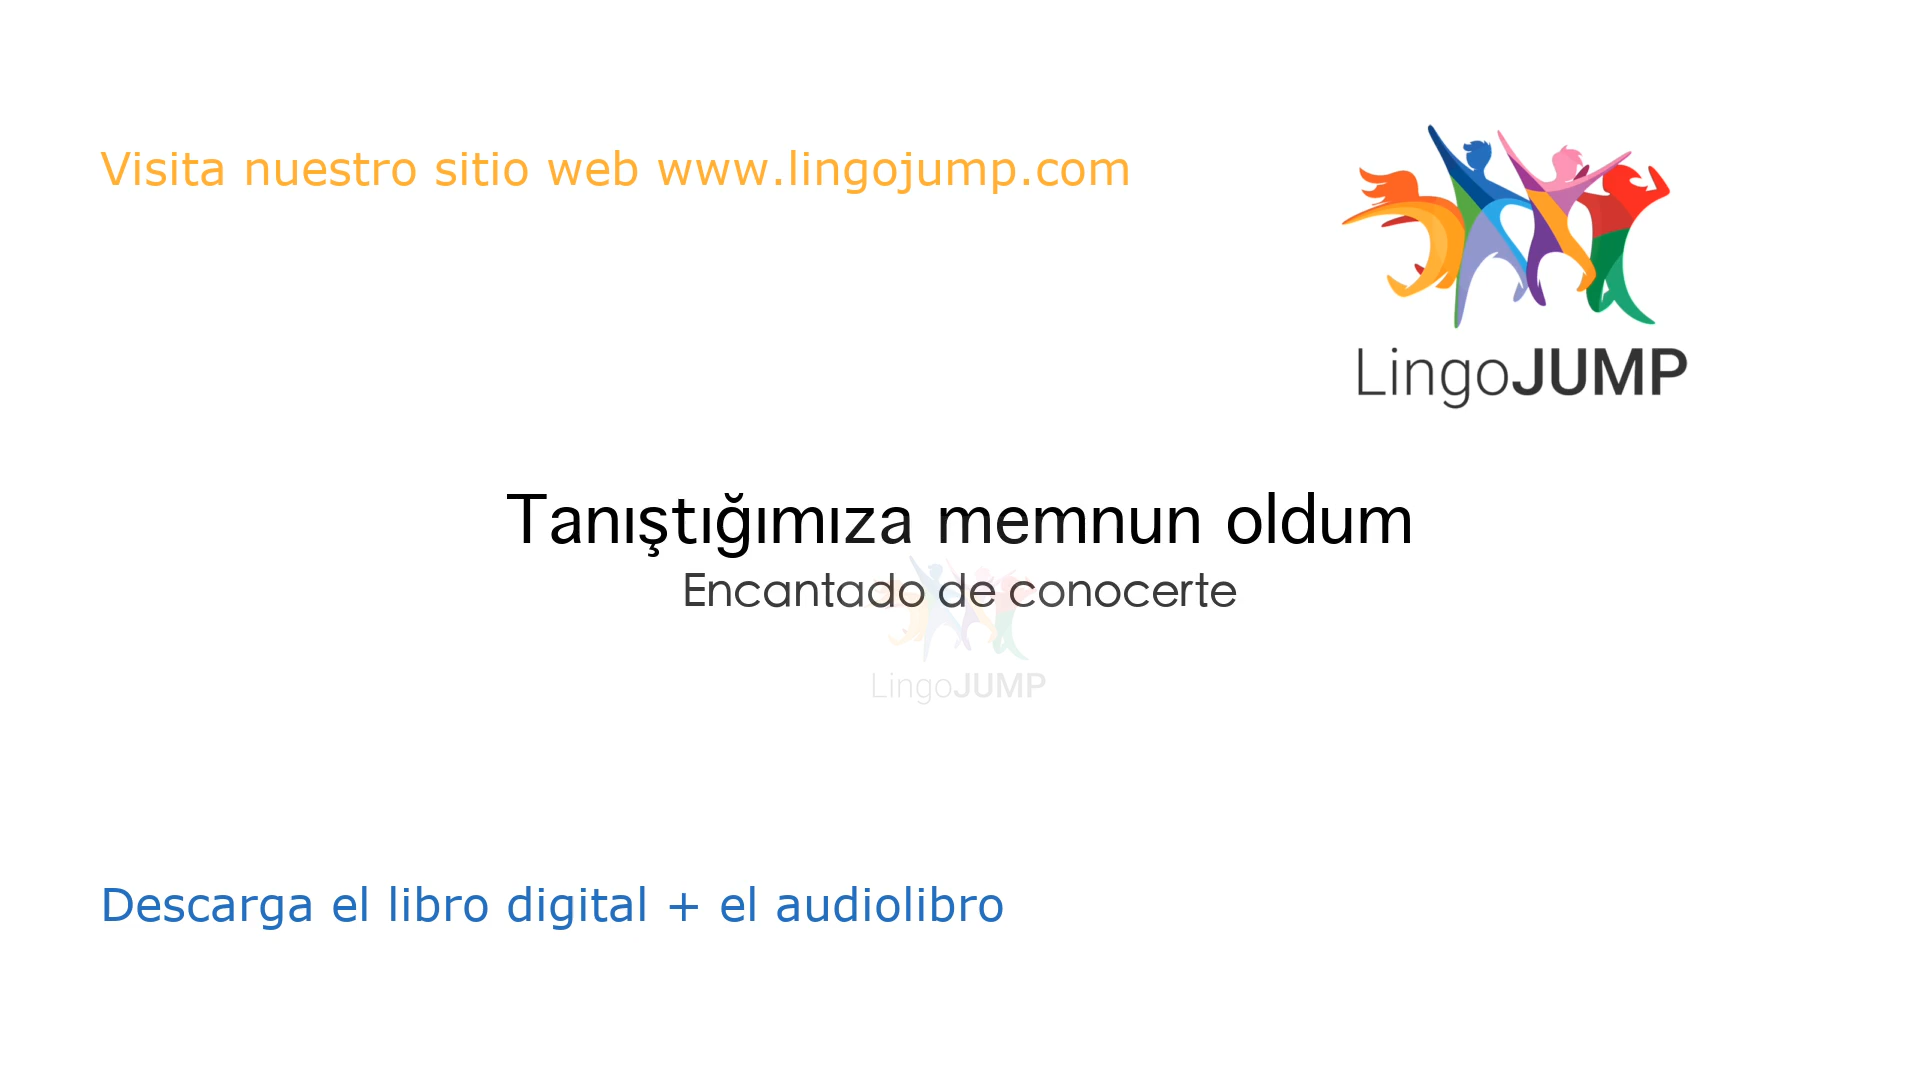 Visita nuestro sitio web www.lingojump.com
LingoJUMP
Tanıştığımıza memnun oldum
Encantado de conocerte
LingoJUMP
Descarga el libro digital + el audiolibro